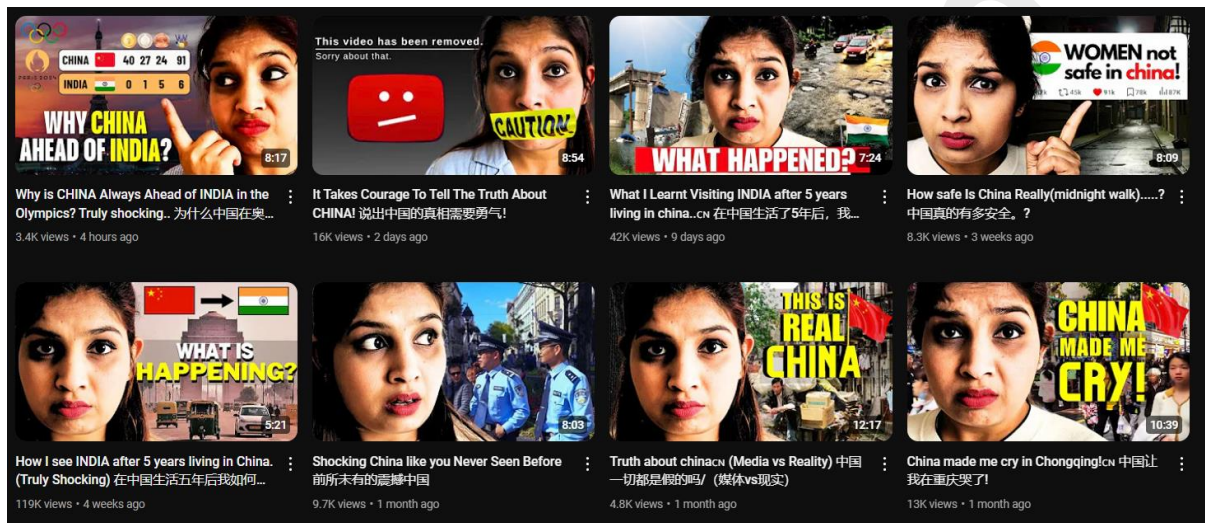 CHINA 40 27 24 91
PARIS 2024
INDIA 0 1 5 6
WHY CHINA
AHEAD OF INDIA?
8:17
This video has been removed.
Sorry about that.
CAUTION
8:54
WHAT HAPPENED?
7:24
WOMEN not
safe in china!
45k 91k 78k 87K
8:09
Why is CHINA Always Ahead of INDIA in the
Olympics? Truly shocking.. 为什么中国在奥...
3.4K views • 4 hours ago
It Takes Courage To Tell The Truth About
CHINA! 说出中国的真相需要勇气!
16K views • 2 days ago
What I Learnt Visiting INDIA after 5 years
living in china..CN 在中国生活了5年后，我...
42K views • 9 days ago
How safe Is China Really(midnight walk).....?
中国真的有多安全。?
8.3K views • 3 weeks ago
WHAT IS
HAPPENING?
5:21
8:03
THIS IS
REAL
CHINA
12:17
CHINA
MADE ME
CRY!
10:39
How I see INDIA after 5 years living in China.
(Truly Shocking) 在中国生活五年后我如何...
119K views • 4 weeks ago
Shocking China like you Never Seen Before
前所未有的震撼中国
9.7K views • 1 month ago
Truth about chinaCN (Media vs Reality) 中国
一切都是假的吗/（媒体vs现实）
4.8K views • 1 month ago
China made me cry in Chongqing!CN 中国让
我在重庆哭了!
13K views • 1 month ago